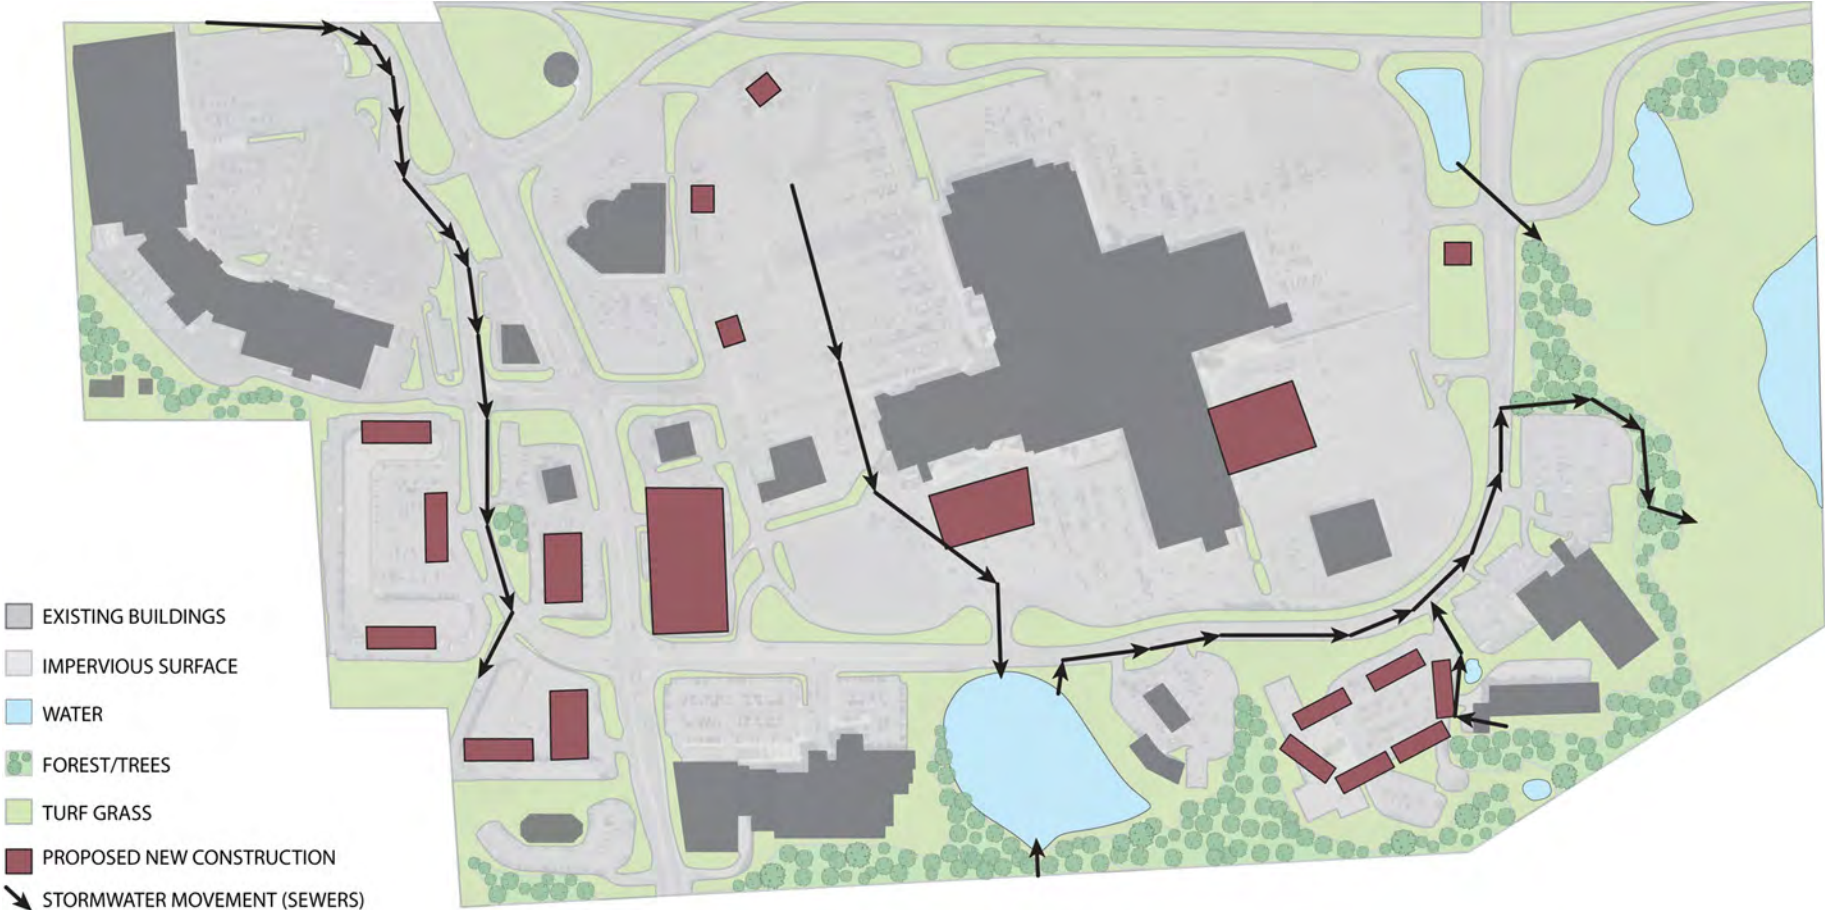 EXISTING BUILDINGS
IMPERVIOUS SURFACE
WATER
FOREST/TREES
TURF GRASS
PROPOSED NEW CONSTRUCTION
STORMWATER MOVEMENT (SEWERS)